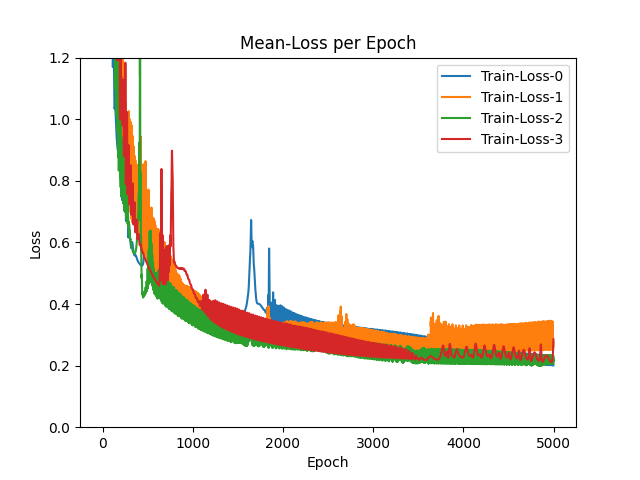 Mean-Loss per Epoch
1.2
1.0
0.8
0.6
0.4
0.2
0.0
Loss
Train-Loss-0
Train-Loss-1
Train-Loss-2
Train-Loss-3
0 1000 2000 3000 4000 5000
Epoch